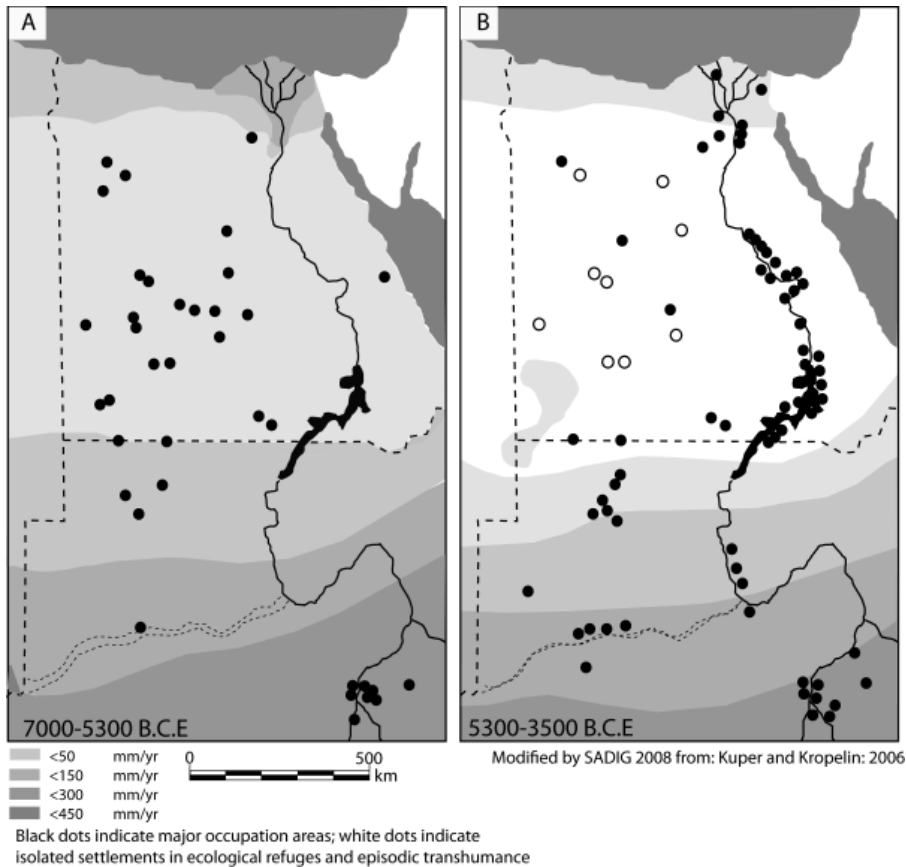 A
B
7000-5300 B.C.E
5300-3500 B.C.E
Modified by SADIG 2008 from: Kuper and Kropelin: 2006
<50 mm/yr
<150 mm/yr
<300 mm/yr
<450 mm/yr
0 500
km
Black dots indicate major occupation areas; white dots indicate
isolated settlements in ecological refuges and episodic transhumance